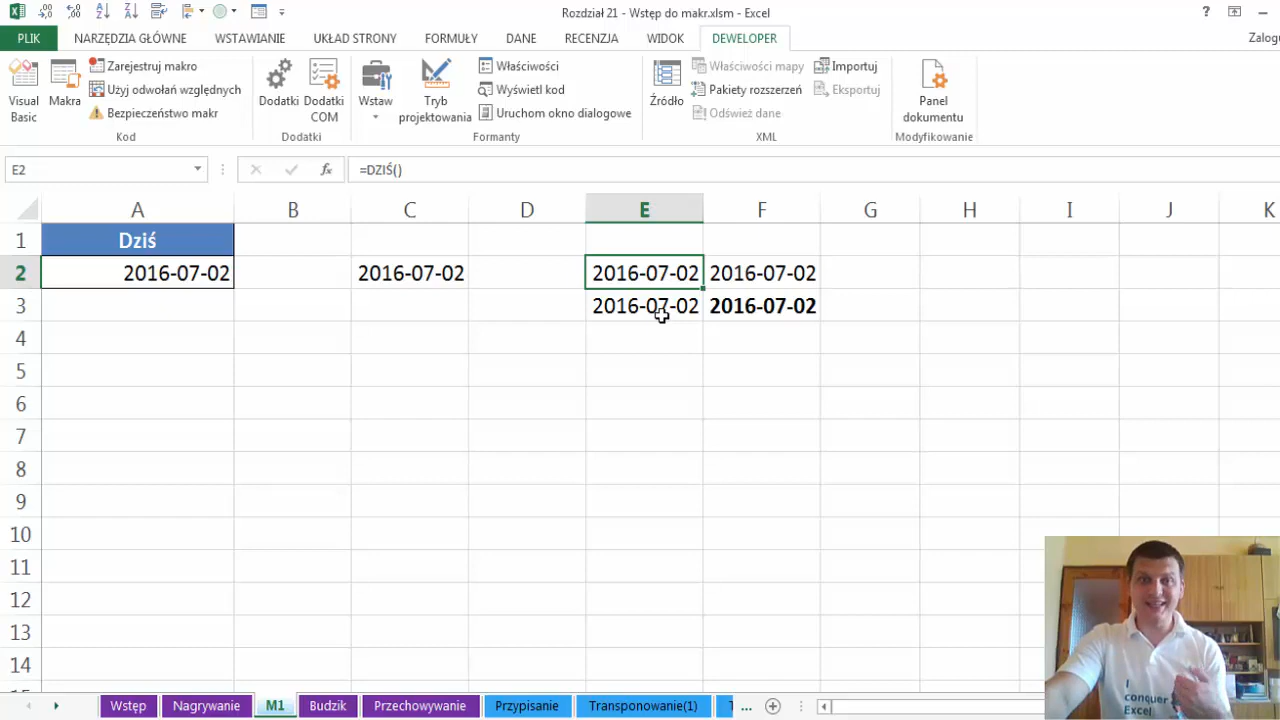 Rozdział 21 - Wstęp do makr.xlsm - Excel
PLIK NARZĘDZIA GŁÓWNE WSTAWIANIE UKŁAD STRONY FORMUŁY DANE RECENZJA WIDOK DEWELOPER Zalogu
Visual Basic
Makra
Zarejestruj makro
Użyj odwołań względnych
Bezpieczeństwo makr
Kod
Dodatki
Dodatki COM
Dodatki
Wstaw
Tryb projektowania
Właściwości
Wyświetl kod
Uruchom okno dialogowe
Formanty
Źródło
Właściwości mapy
Pakiety rozszerzeń
Odśwież dane
Importuj
Eksportuj
XML
Panel dokumentu
Modyfikowanie
E2 fx =DZIŚ()
A B C D E F G H I J K
1 Dziś
2 2016-07-02 2016-07-02 2016-07-02 2016-07-02
3 2016-07-02 2016-07-02
4
5
6
7
8
9
10
11
12
13
14
I
conquer
Excel
Wstęp Nagrywanie M1 Budzik Przechowywanie Przypisanie Transponowanie(1) ...